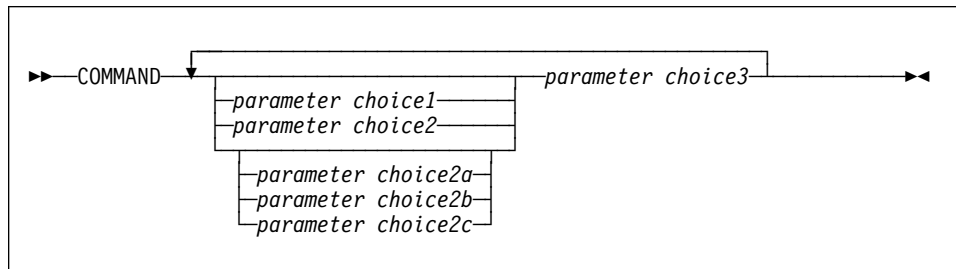 COMMAND parameter choice3
parameter choice1
parameter choice2
parameter choice2a
parameter choice2b
parameter choice2c